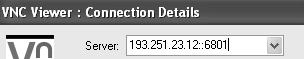 VNC Viewer : Connection Details
Server: 193.251.23.12::6801